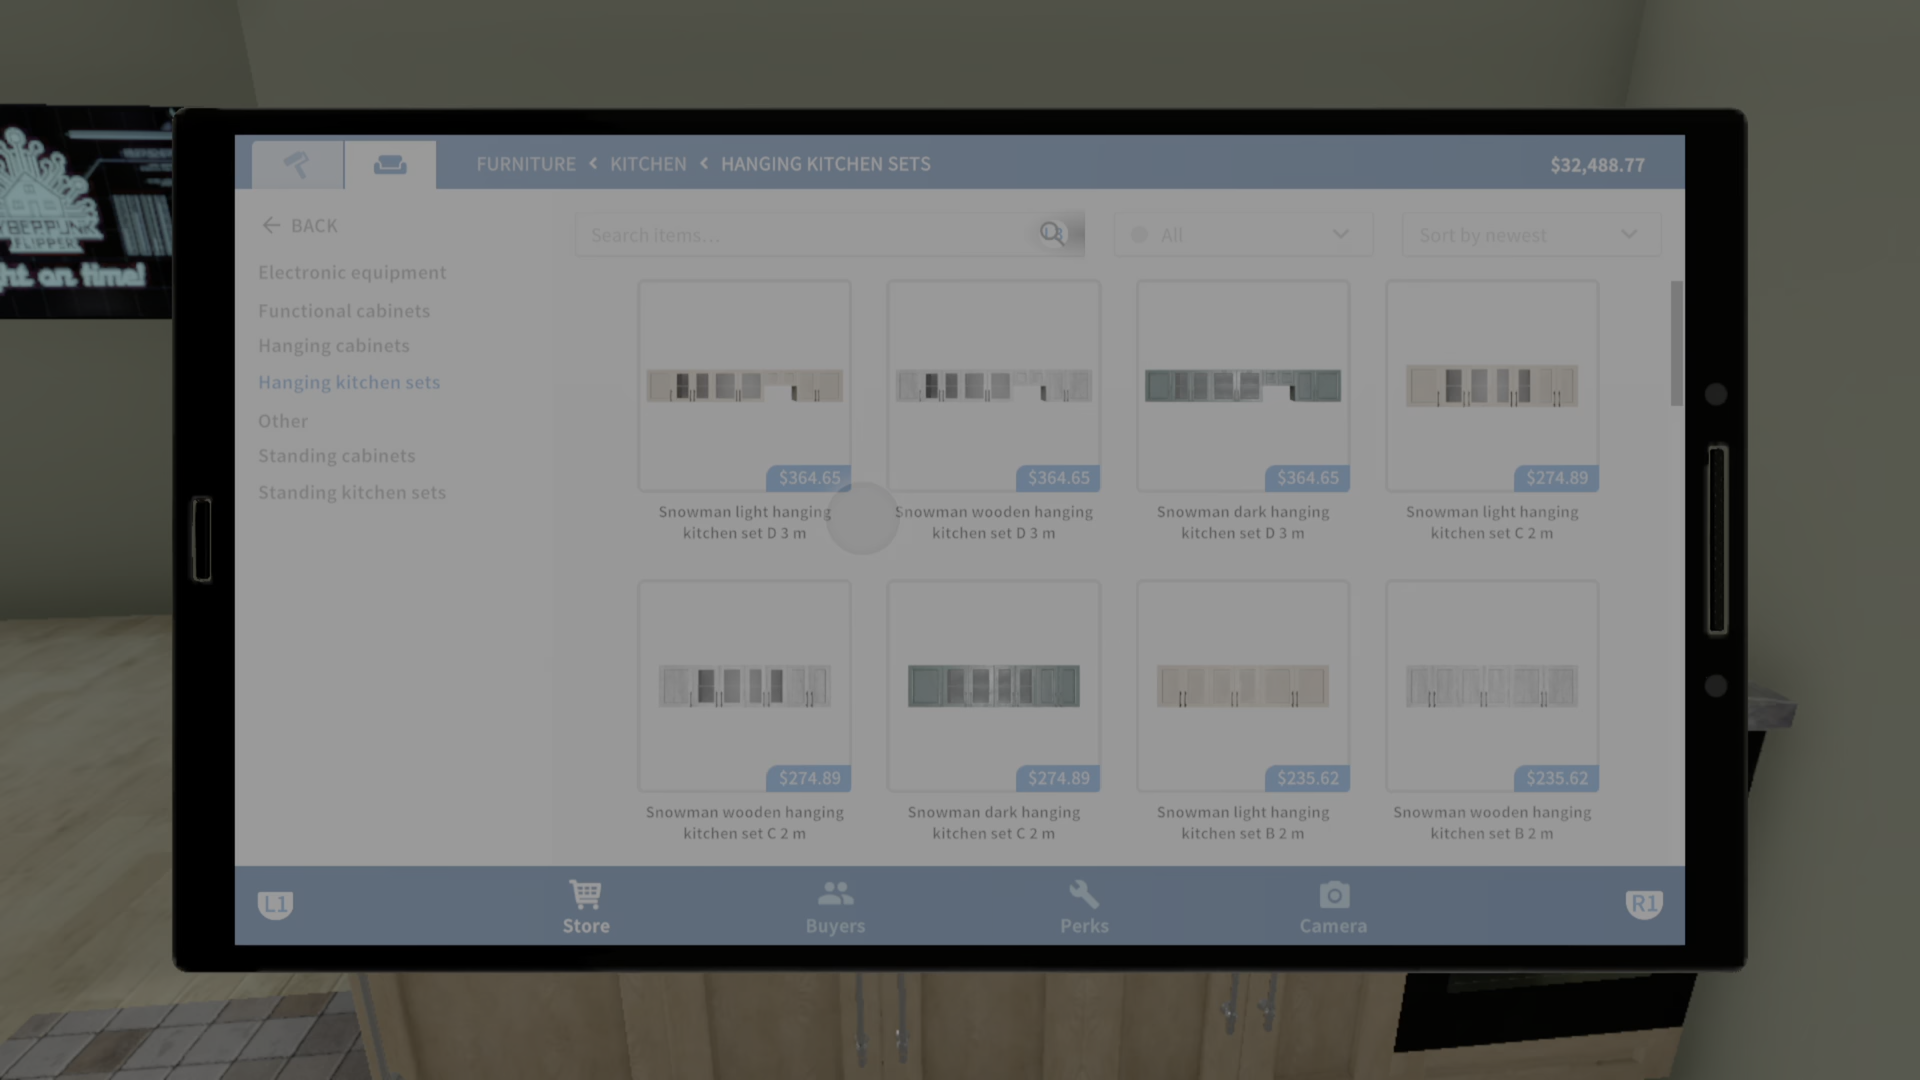 FURNITURE < KITCHEN < HANGING KITCHEN SETS
$32,488.77
BACK
Search items...
All
Sort by newest
Electronic equipment
Functional cabinets
Hanging cabinets
Hanging kitchen sets
Other
Standing cabinets
Standing kitchen sets
$364.65
$364.65
$364.65
$274.89
Snowman light hanging
kitchen set D 3 m
Snowman wooden hanging
kitchen set D 3 m
Snowman dark hanging
kitchen set D 3 m
Snowman light hanging
kitchen set C 2 m
$274.89
$274.89
$235.62
$235.62
Snowman wooden hanging
kitchen set C 2 m
Snowman dark hanging
kitchen set C 2 m
Snowman light hanging
kitchen set B 2 m
Snowman wooden hanging
kitchen set B 2 m
L1
Store
Buyers
Perks
Camera
R1
YBERPUNK
FLIPPER
ht on time!